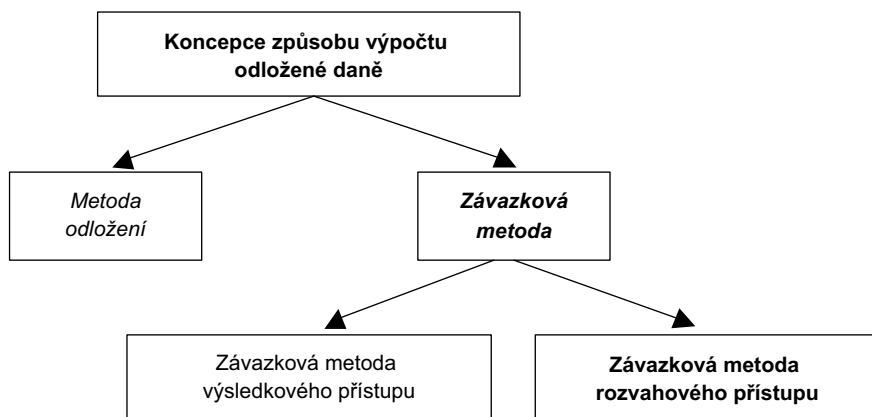 Koncepce způsobu výpočtu
odložené daně
Metoda
odložení
Závazková
metoda
Závazková metoda
výsledkového přístupu
Závazková metoda
rozvahového přístupu